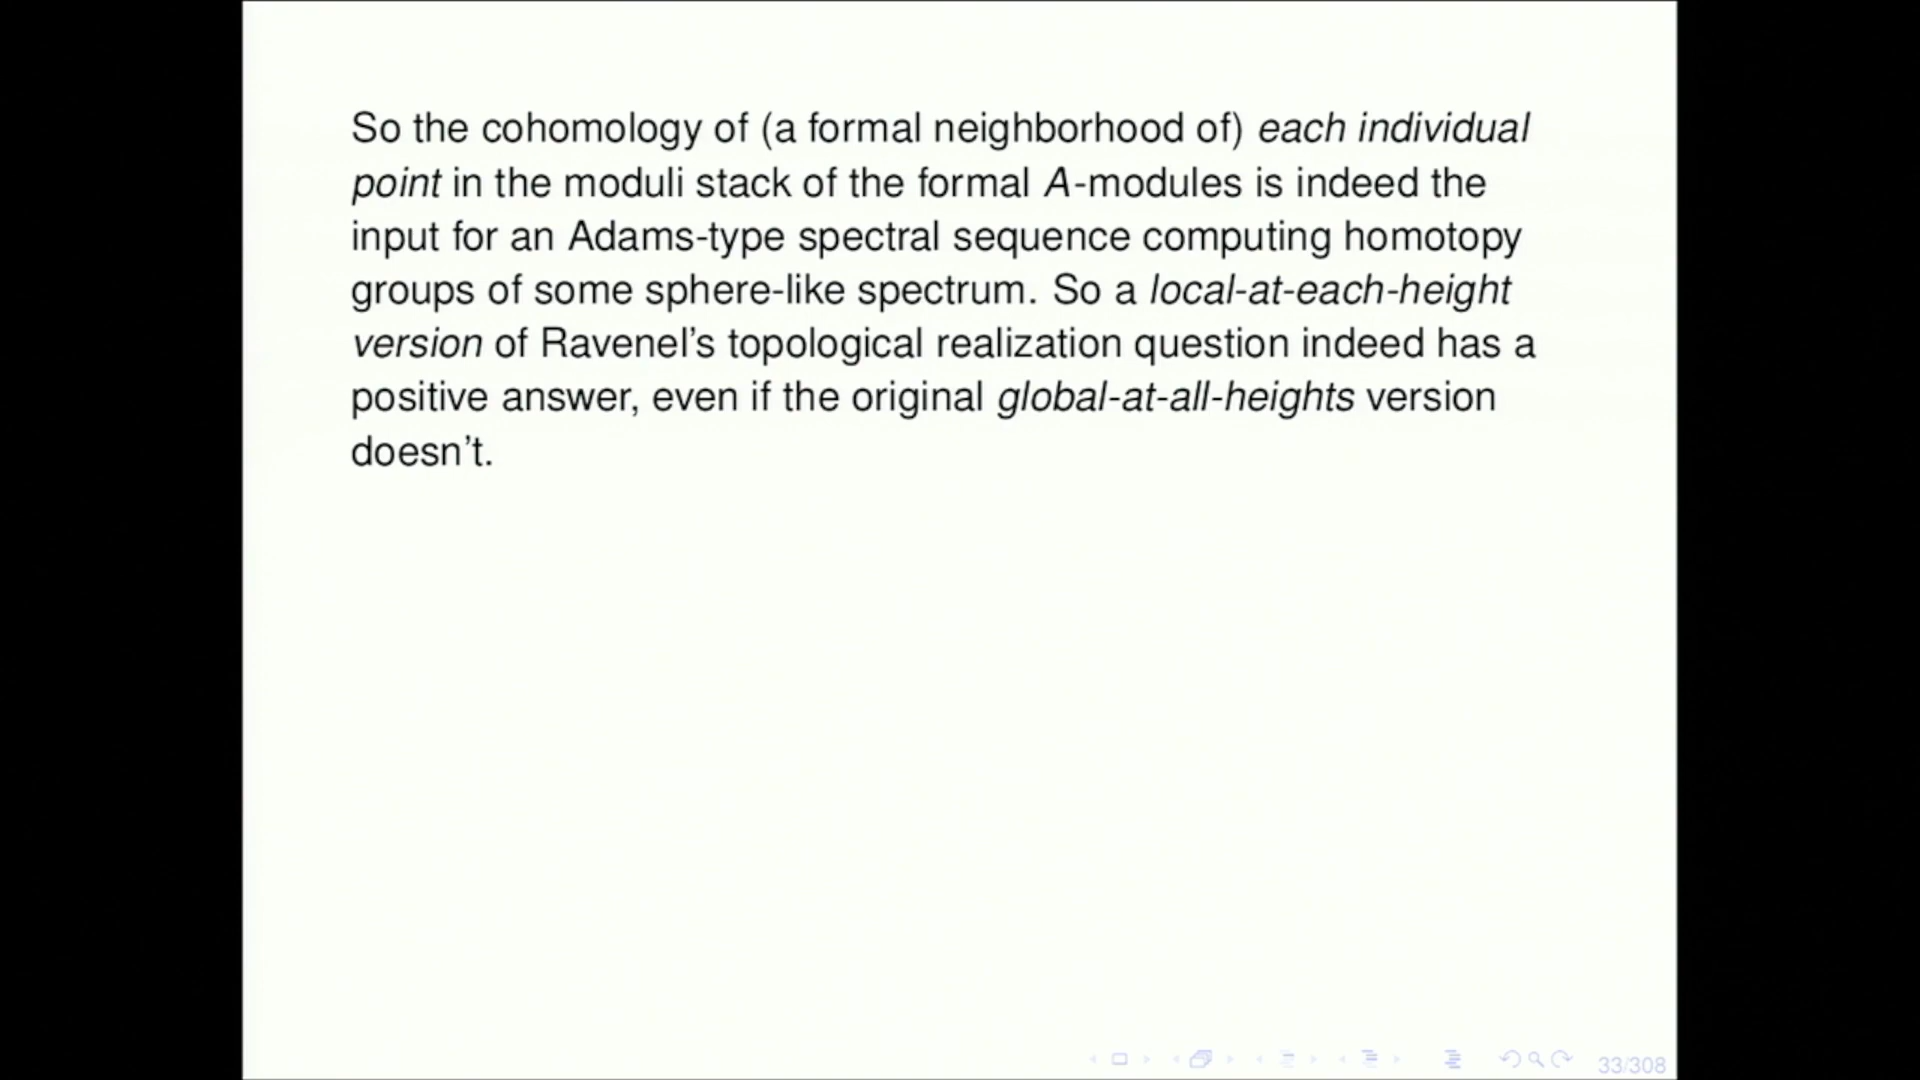 So the cohomology of (a formal neighborhood of) each individual
point in the moduli stack of the formal A-modules is indeed the
input for an Adams-type spectral sequence computing homotopy
groups of some sphere-like spectrum. So a local-at-each-height
version of Ravenel's topological realization question indeed has a
positive answer, even if the original global-at-all-heights version
doesn't.
33/308